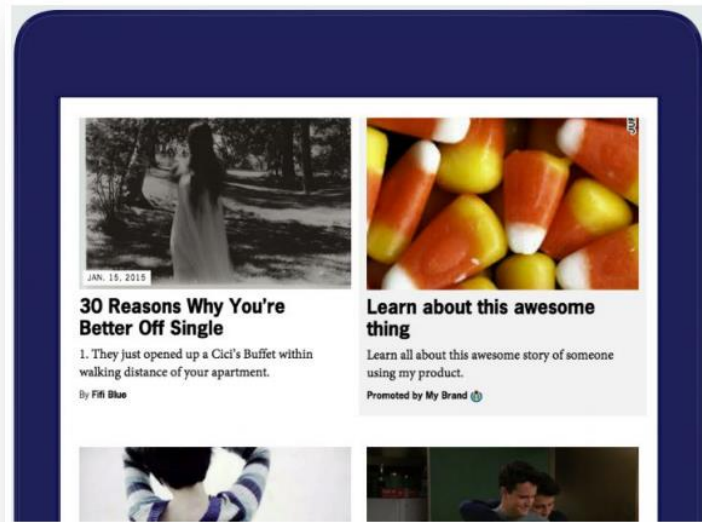 JAN. 15, 2015
30 Reasons Why You're
Better Off Single
1. They just opened up a Cici's Buffet within
walking distance of your apartment.
By Fifi Blue
Learn about this awesome
thing
Learn all about this awesome story of someone
using my product.
Promoted by My Brand